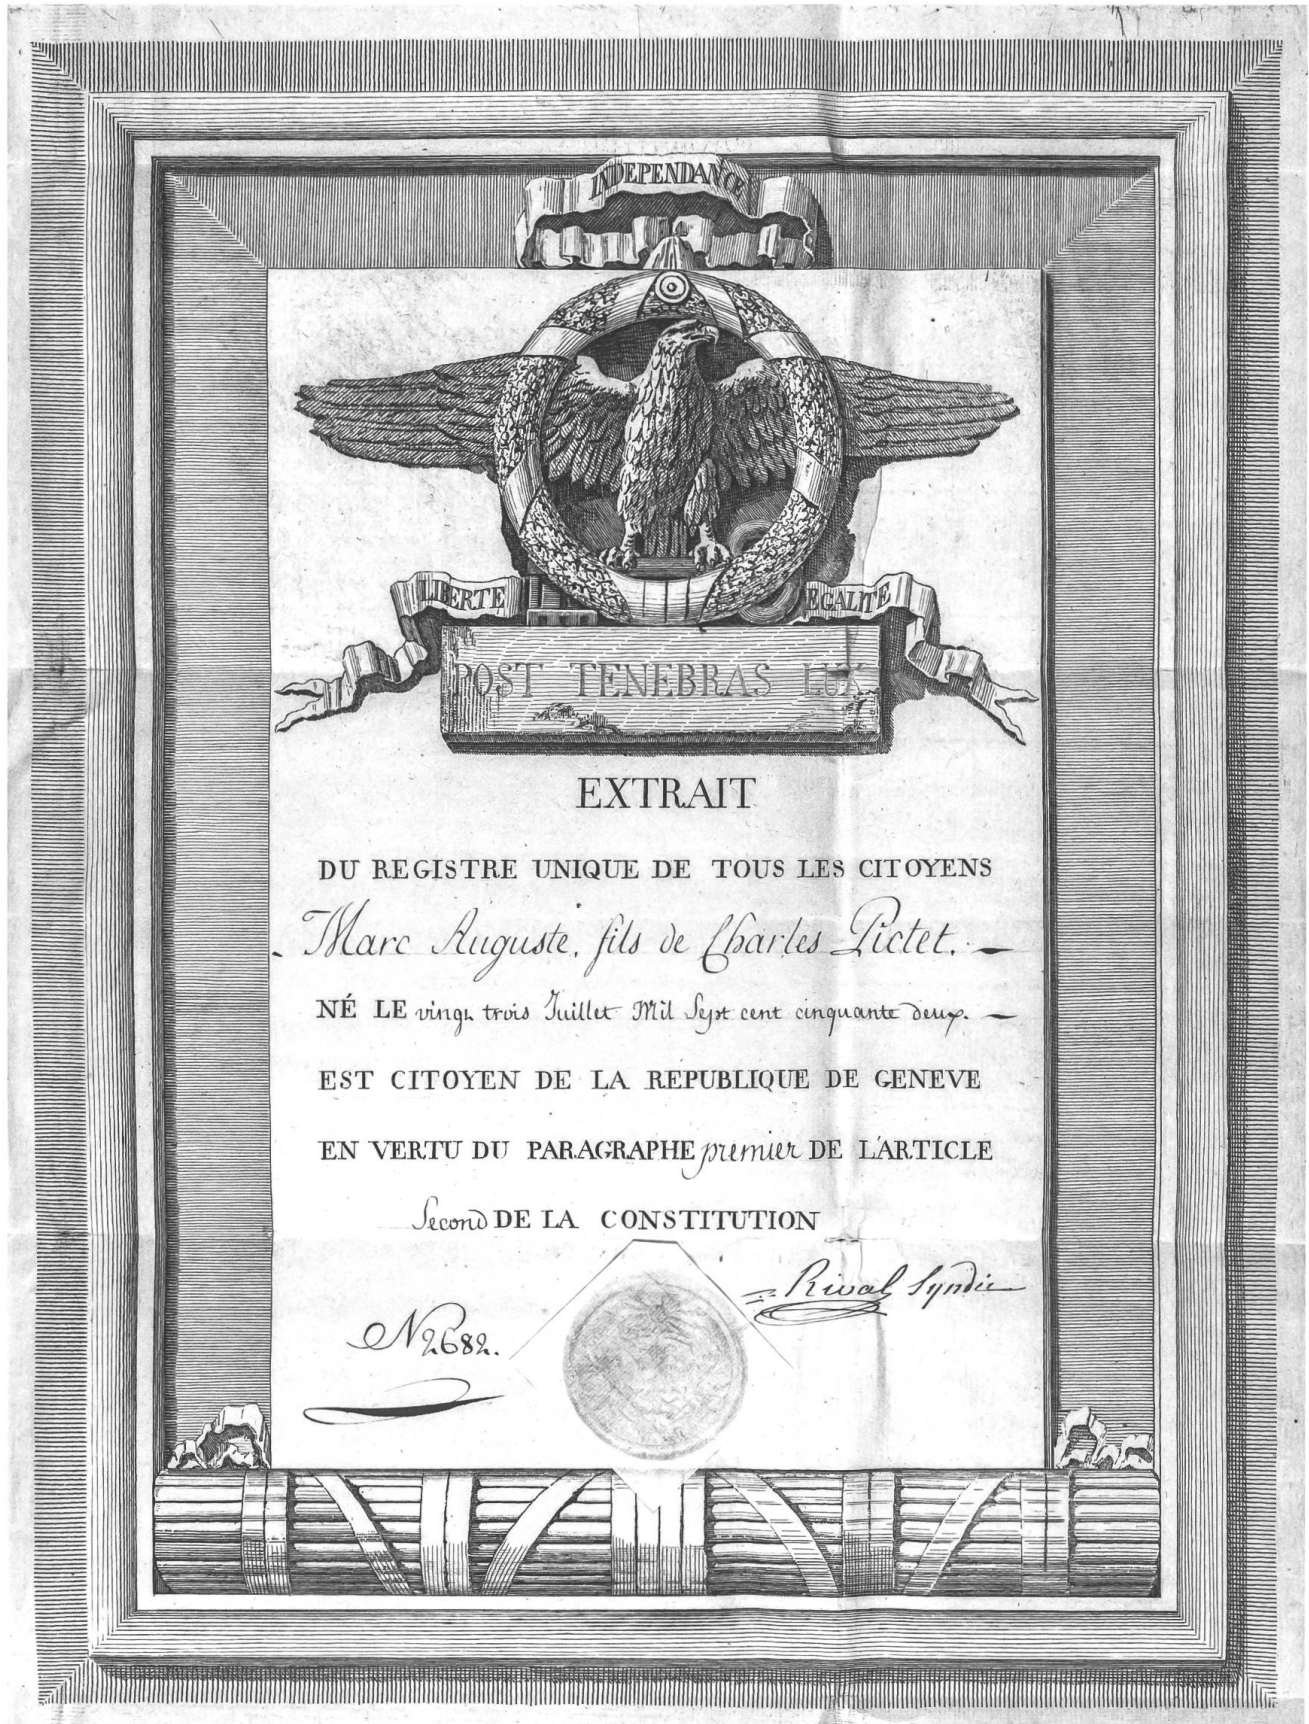 INDEPENDANCE
LIBERTE
EGALITE
POST TENEBRAS LUX
EXTRAIT
DU REGISTRE UNIQUE DE TOUS LES CITOYENS
Marc Auguste, fils de Charles Pictet.
NÉ LE vingt trois Juillet Mil Sept cent cinquante deux.
EST CITOYEN DE LA REPUBLIQUE DE GENEVE
EN VERTU DU PARAGRAPHE premier DE L'ARTICLE
Second DE LA CONSTITUTION
Rival Syndic
N 2682.